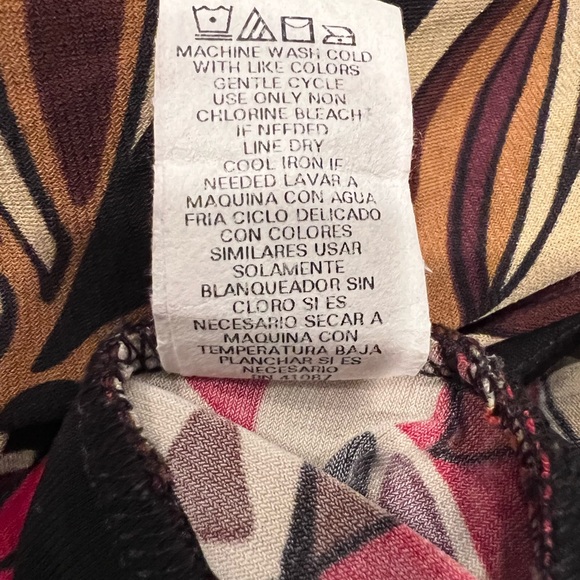 MACHINE WASH COLD
WITH LIKE COLORS
GENTLE CYCLE
USE ONLY NON
CHLORINE BLEACH
IF NEEDED
LINE DRY
COOL IRON IF
NEEDED LAVAR A
MAQUINA CON AGUA
FRIA CICLO DELICADO
CON COLORES
SIMILARES USAR
SOLAMENTE
BLANQUEADOR SIN
CLORO SI ES
NECESARIO SECAR A
MAQUINA CON
TEMPERATURA BAJA
PLANCHAR SI ES
NECESARIO
RN 41987